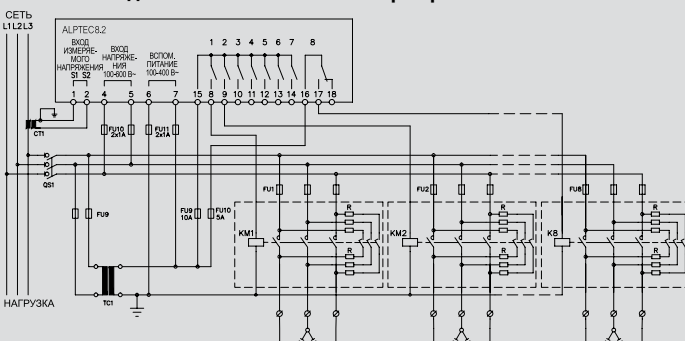 СЕТЬ
L1 L2 L3
ALPTEC8.2
ВХОД
ИЗМЕРЯЕ-
МОГО
НАПРЯЖЕНИЯ
S1 S2
ВХОД
НАПРЯЖЕ-
НИЯ
100-600 В~
ВСПОМ.
ПИТАНИЕ
100-400 В~
1 2 3 4 5 6 7 8
1 2 4 5 6 7 15 8 9 10 11 12 13 14 16 17 18
CT1
FU10
2x1A
FU11
2x1A
QS1
FU1
FU2
FU8
FU9
FU9
10A
FU10
5A
R
R
R
KM1
KM2
K8
R
R
R
TC1
НАГРУЗКА